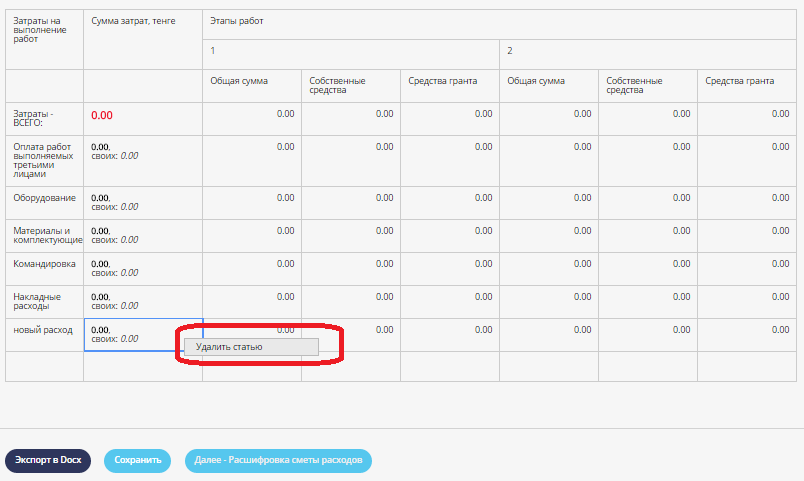 Затраты на
выполнение
работ
Сумма затрат, тенге
Этапы работ
1
2
Общая сумма
Собственные
средства
Средства гранта
Общая сумма
Собственные
средства
Средства гранта
Затраты -
ВСЕГО:
0.00
0.00
0.00
0.00
0.00
0.00
0.00
Оплата работ
выполняемых
третьими
лицами
0.00,
своих: 0.00
0.00
0.00
0.00
0.00
0.00
0.00
Оборудование
0.00,
своих: 0.00
0.00
0.00
0.00
0.00
0.00
0.00
Материалы и
комплектующие
0.00,
своих: 0.00
0.00
0.00
0.00
0.00
0.00
0.00
Командировка
0.00,
своих: 0.00
0.00
0.00
0.00
0.00
0.00
0.00
Накладные
расходы
0.00,
своих: 0.00
0.00
0.00
0.00
0.00
0.00
0.00
новый расход
0.00,
своих: 0.00
0.00
0.00
0.00
0.00
0.00
0.00
Удалить статью
Экспорт в Docx
Сохранить
Далее - Расшифровка сметы расходов